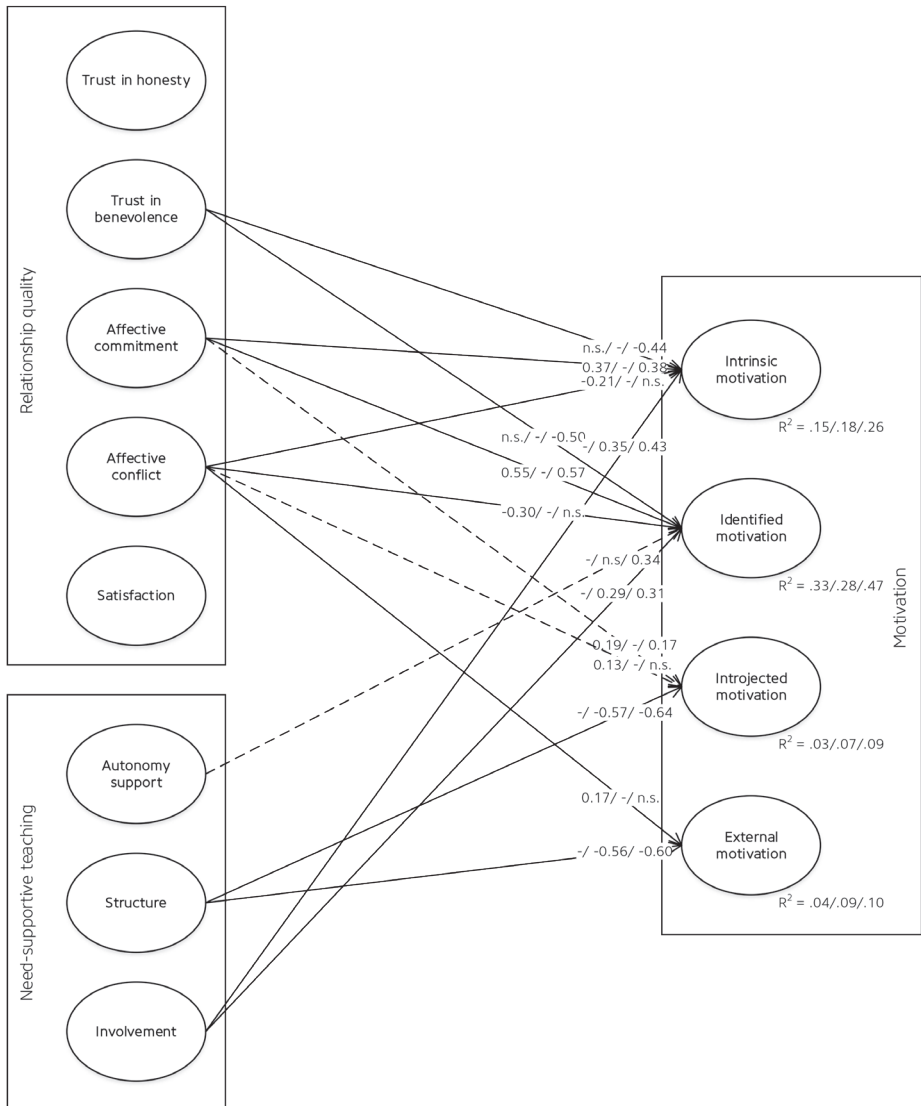 Relationship quality
Trust in honesty
Trust in
benevolence
Affective
commitment
Affective
conflict
Satisfaction
Need-supportive teaching
Autonomy
support
Structure
Involvement
n.s./ -/ -0.44
0.37/ -/ 0.38
-0.21/ -/ n.s.
n.s./ -/ -0.50
-/ 0.35/ 0.43
0.55/ -/ 0.57
-0.30/ -/ n.s.
-/ n.s/ 0.34
-/ 0.29/ 0.31
0.19/ -/ 0.17
0.13/ -/ n.s.
-/ -0.57/ -0.64
0.17/ -/ n.s.
-/ -0.56/ -0.60
Motivation
Intrinsic
motivation
R² = .15/.18/.26
Identified
motivation
R² = .33/.28/.47
Introjected
motivation
R² = .03/.07/.09
External
motivation
R² = .04/.09/.10